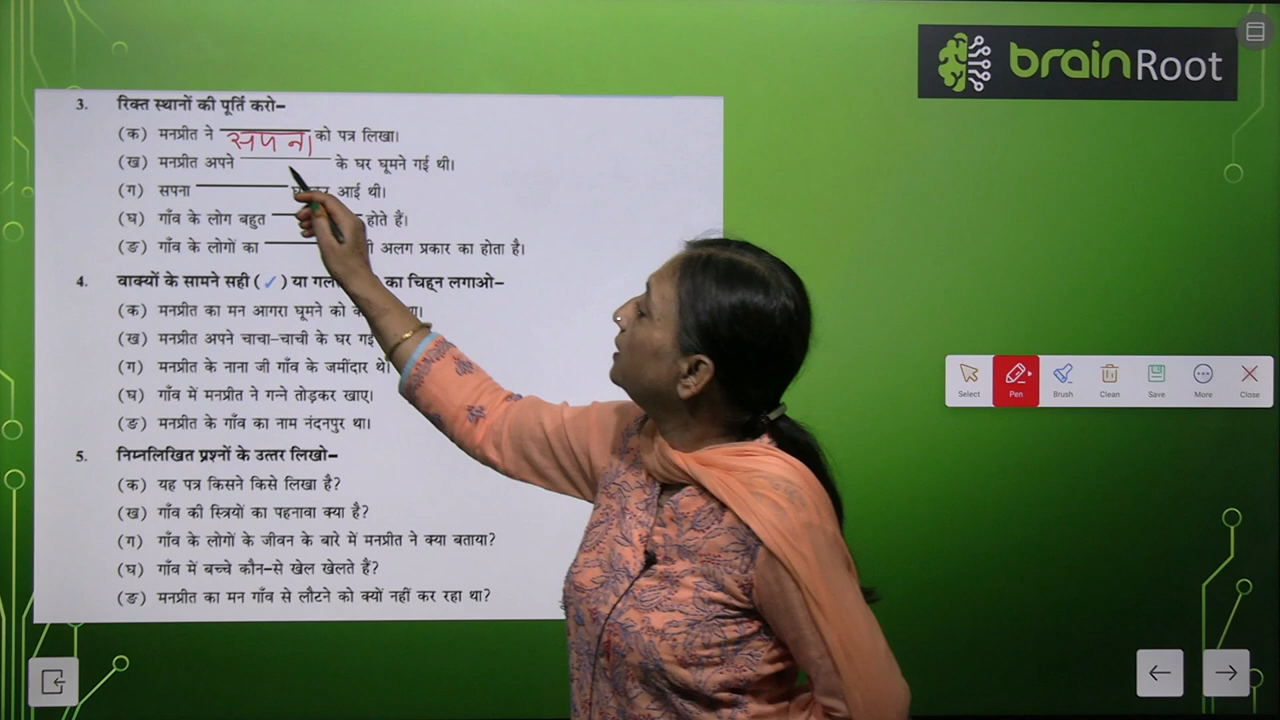 brainRoot
3. रिक्त स्थानों की पूर्ति करो–
(क) मनप्रीत ने सपना को पत्र लिखा।
(ख) मनप्रीत अपने के घर घूमने गई थी।
(ग) सपना आई थी।
(घ) गाँव के लोग बहुत होते हैं।
(ङ) गाँव के लोगों का अलग प्रकार का होता है।
4. वाक्यों के सामने सही (✓) या का चिह्न लगाओ–
(क) मनप्रीत का मन आगरा घूमने को
(ख) मनप्रीत अपने चाचा-चाची के घर
(ग) मनप्रीत के नाना जी गाँव के जमींदार थे।
(घ) गाँव में मनप्रीत ने गन्ने तोड़कर खाए।
(ङ) मनप्रीत के गाँव का नाम नंदनपुर था।
5. निम्नलिखित प्रश्नों के उत्तर लिखो–
(क) यह पत्र किसने किसे लिखा है?
(ख) गाँव की स्त्रियों का पहनावा क्या है?
(ग) गाँव के लोगों के जीवन के बारे में मनप्रीत ने क्या बताया?
(घ) गाँव में बच्चे कौन-से खेल खेलते हैं?
(ङ) मनप्रीत का मन गाँव से लौटने को क्यों नहीं कर रहा था?
Select Pen Brush Clean Save More Close